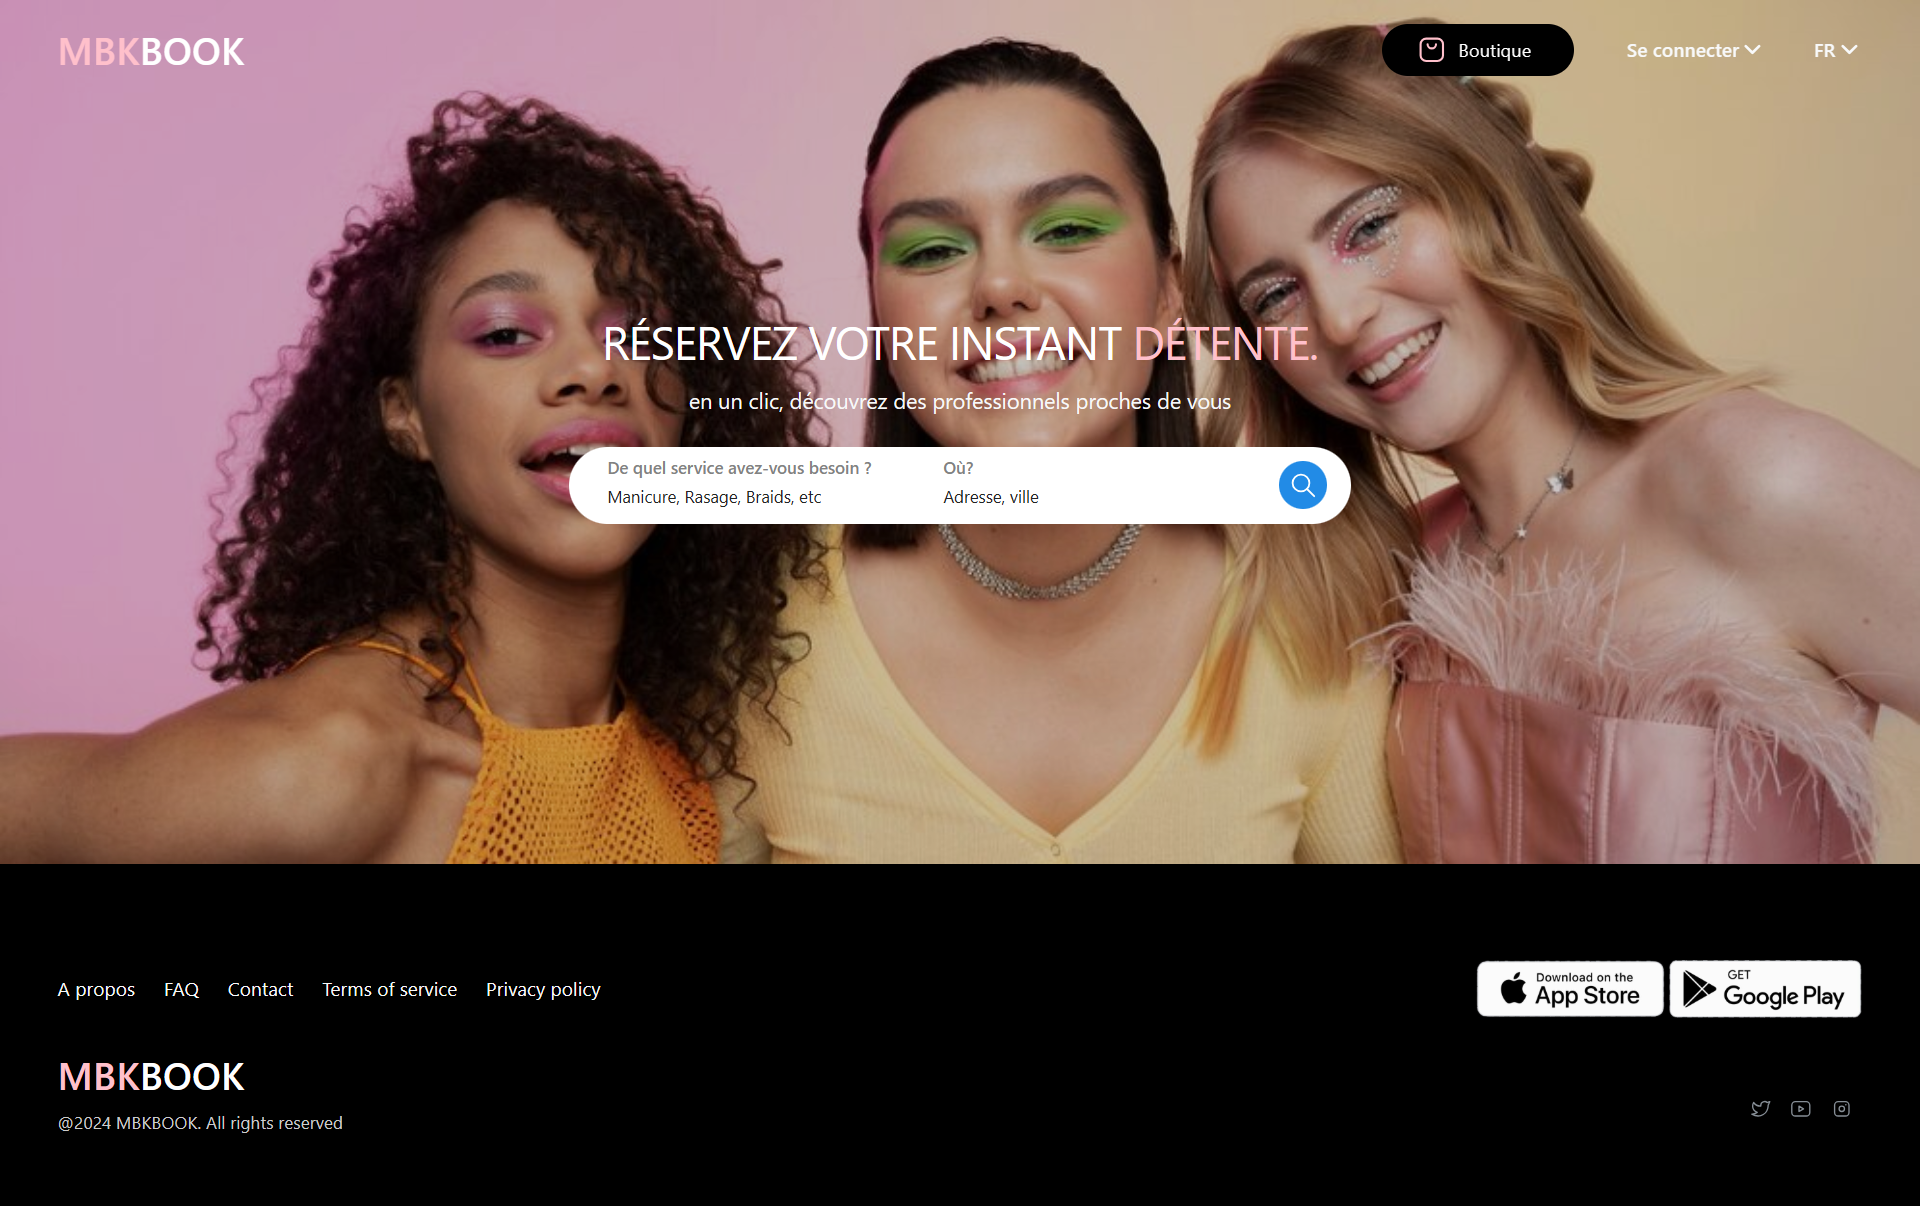 MBKBOOK
Boutique
Se connecter
FR
RÉSERVEZ VOTRE INSTANT DÉTENTE.
en un clic, découvrez des professionnels proches de vous
De quel service avez-vous besoin ?
Où?
Manicure, Rasage, Braids, etc
Adresse, ville
A propos
FAQ
Contact
Terms of service
Privacy policy
Download on the
App Store
GET
Google Play
MBKBOOK
@2024 MBKBOOK. All rights reserved